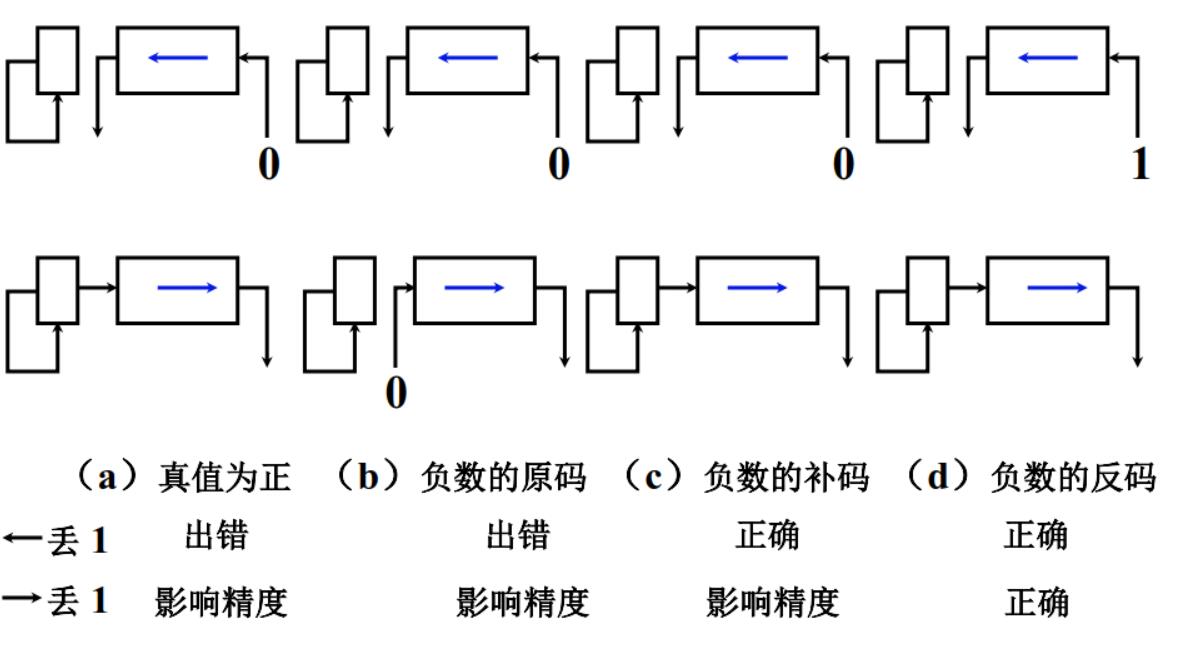 0 0 0 1
0
（a）真值为正 （b）负数的原码 （c）负数的补码 （d）负数的反码
←丢 1 出错 出错 正确 正确
→丢 1 影响精度 影响精度 影响精度 正确